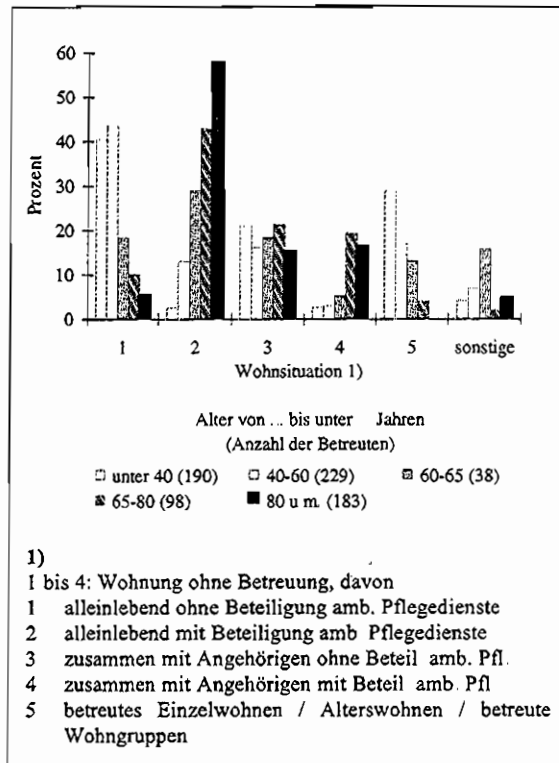 60
50
40
30
20
10
0
Prozent
1 2 3 4 5 sonstige
Wohnsituation 1)
Alter von ... bis unter Jahren
(Anzahl der Betreuten)
unter 40 (190) 40-60 (229) 60-65 (38)
65-80 (98) 80 u m. (183)
1)
1 bis 4: Wohnung ohne Betreuung, davon
1 alleinlebend ohne Beteiligung amb. Pflegedienste
2 alleinlebend mit Beteiligung amb Pflegedienste
3 zusammen mit Angehörigen ohne Beteil amb. Pfl.
4 zusammen mit Angehörigen mit Beteil amb. Pfl
5 betreutes Einzelwohnen / Alterswohnen / betreute
Wohngruppen